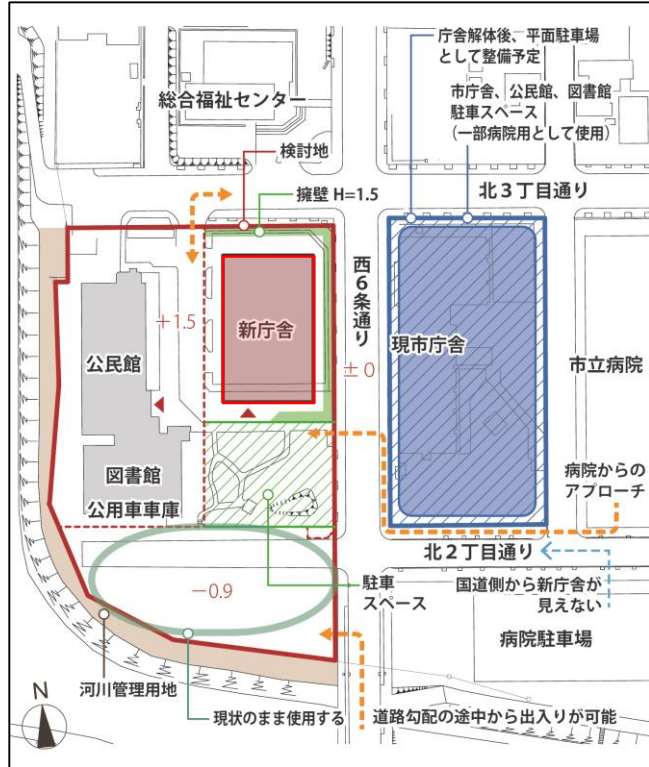 庁舎解体後、平面駐車場
として整備予定
市庁舎、公民館、図書館
駐車スペース
(一部病院用として使用)
総合福祉センター
検討地
擁壁 H=1.5
北3丁目通り
西6条通り
新庁舎
+1.5
±0
現市庁舎
市立病院
公民館
図書館
公用車車庫
病院からの
アプローチ
北2丁目通り
駐車
スペース
国道側から新庁舎が
見えない
−0.9
病院駐車場
N
河川管理用地
現状のまま使用する
道路勾配の途中から出入りが可能